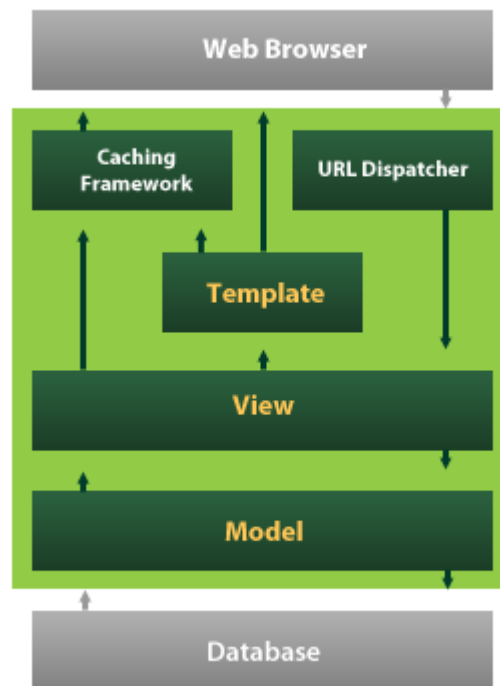 Web Browser
Caching
Framework
URL Dispatcher
Template
View
Model
Database